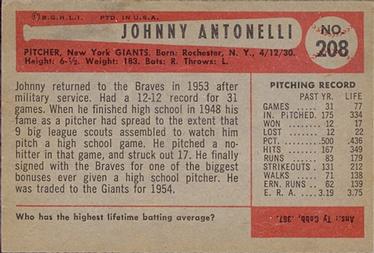 © B.G.H.L.I. PTD. IN U.S.A.
JOHNNY ANTONELLI
NO. 208
PITCHER, New York GIANTS. Born: Rochester, N. Y., 4/12/30.
Height: 6-½. Weight: 183. Bats: R. Throws: L.
Johnny returned to the Braves in 1953 after
military service. Had a 12-12 record for 31
games. When he finished high school in 1948 his
fame as a pitcher had spread to the extent that
9 big league scouts assembled to watch him
pitch a high school game. He pitched a no-
hitter in that game, and struck out 17. He finally
signed with the Braves for one of the biggest
bonuses ever given a high school pitcher. He
was traded to the Giants for 1954.
PITCHING RECORD
PAST YR. LIFE
GAMES 31 77
IN. PITCHED 175 334
WON 12 17
LOST 12 22
PCT. .500 .436
HITS 167 349
RUNS 83 179
STRIKEOUTS 131 212
WALKS 71 138
ERN. RUNS 62 139
E. R. A. 3.19 3.75
Who has the highest lifetime batting average?
Ans.: Ty Cobb, .367.